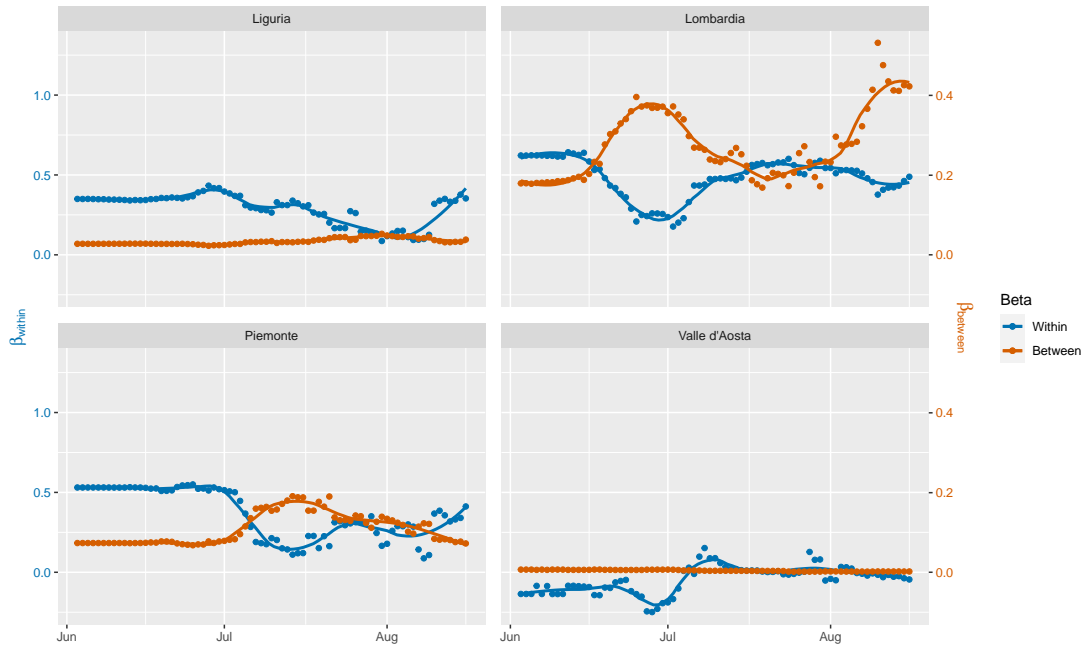 Liguria
Lombardia
1.0
0.5
0.0
0.4
0.2
0.0
βwithin
βbetween
Piemonte
Valle d'Aosta
1.0
0.5
0.0
0.4
0.2
0.0
Jun
Jul
Aug
Jun
Jul
Aug
Beta
Within
Between